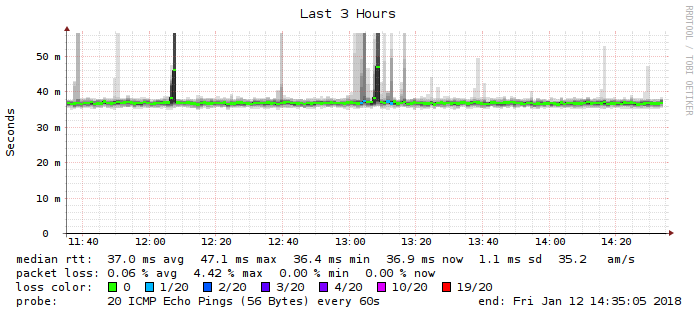 Last 3 Hours
RRDTOOL / TOBI OETIKER
Seconds
50 m
40 m
30 m
20 m
10 m
0
11:40 12:00 12:20 12:40 13:00 13:20 13:40 14:00 14:20
median rtt: 37.0 ms avg 47.1 ms max 36.4 ms min 36.9 ms now 1.1 ms sd 35.2 am/s
packet loss: 0.06 % avg 4.42 % max 0.00 % min 0.00 % now
loss color: 0 1/20 2/20 3/20 4/20 10/20 19/20
probe: 20 ICMP Echo Pings (56 Bytes) every 60s end: Fri Jan 12 14:35:05 2018